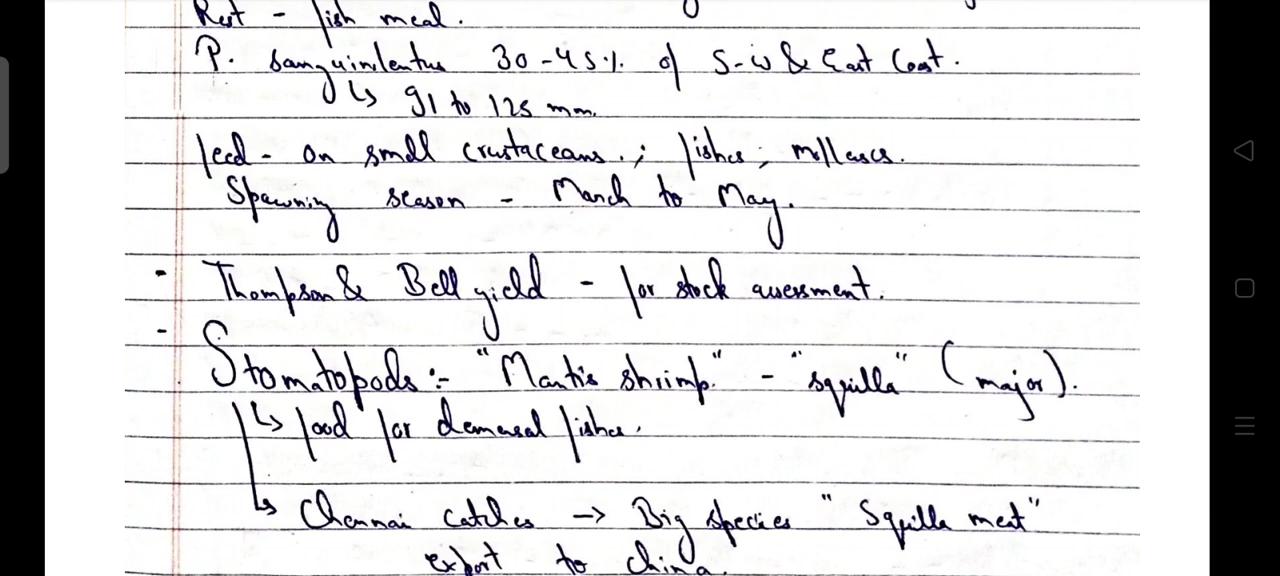 Rest - fish meal.
P. sanguinlentus 30-45% of S-W & East Coast.
↳ 91 to 125 mm.
feed - on small crustaceans.; fishes; molluscs.
Spawning season - March to May.
- Thompson & Bell yield - for stock assessment.
- Stomatopods :- "Mantis shrimp" - "squilla" (major).
↳ food for demersal fishes.
↳ Chennai catches → Big species "Squilla meat"
export to china.